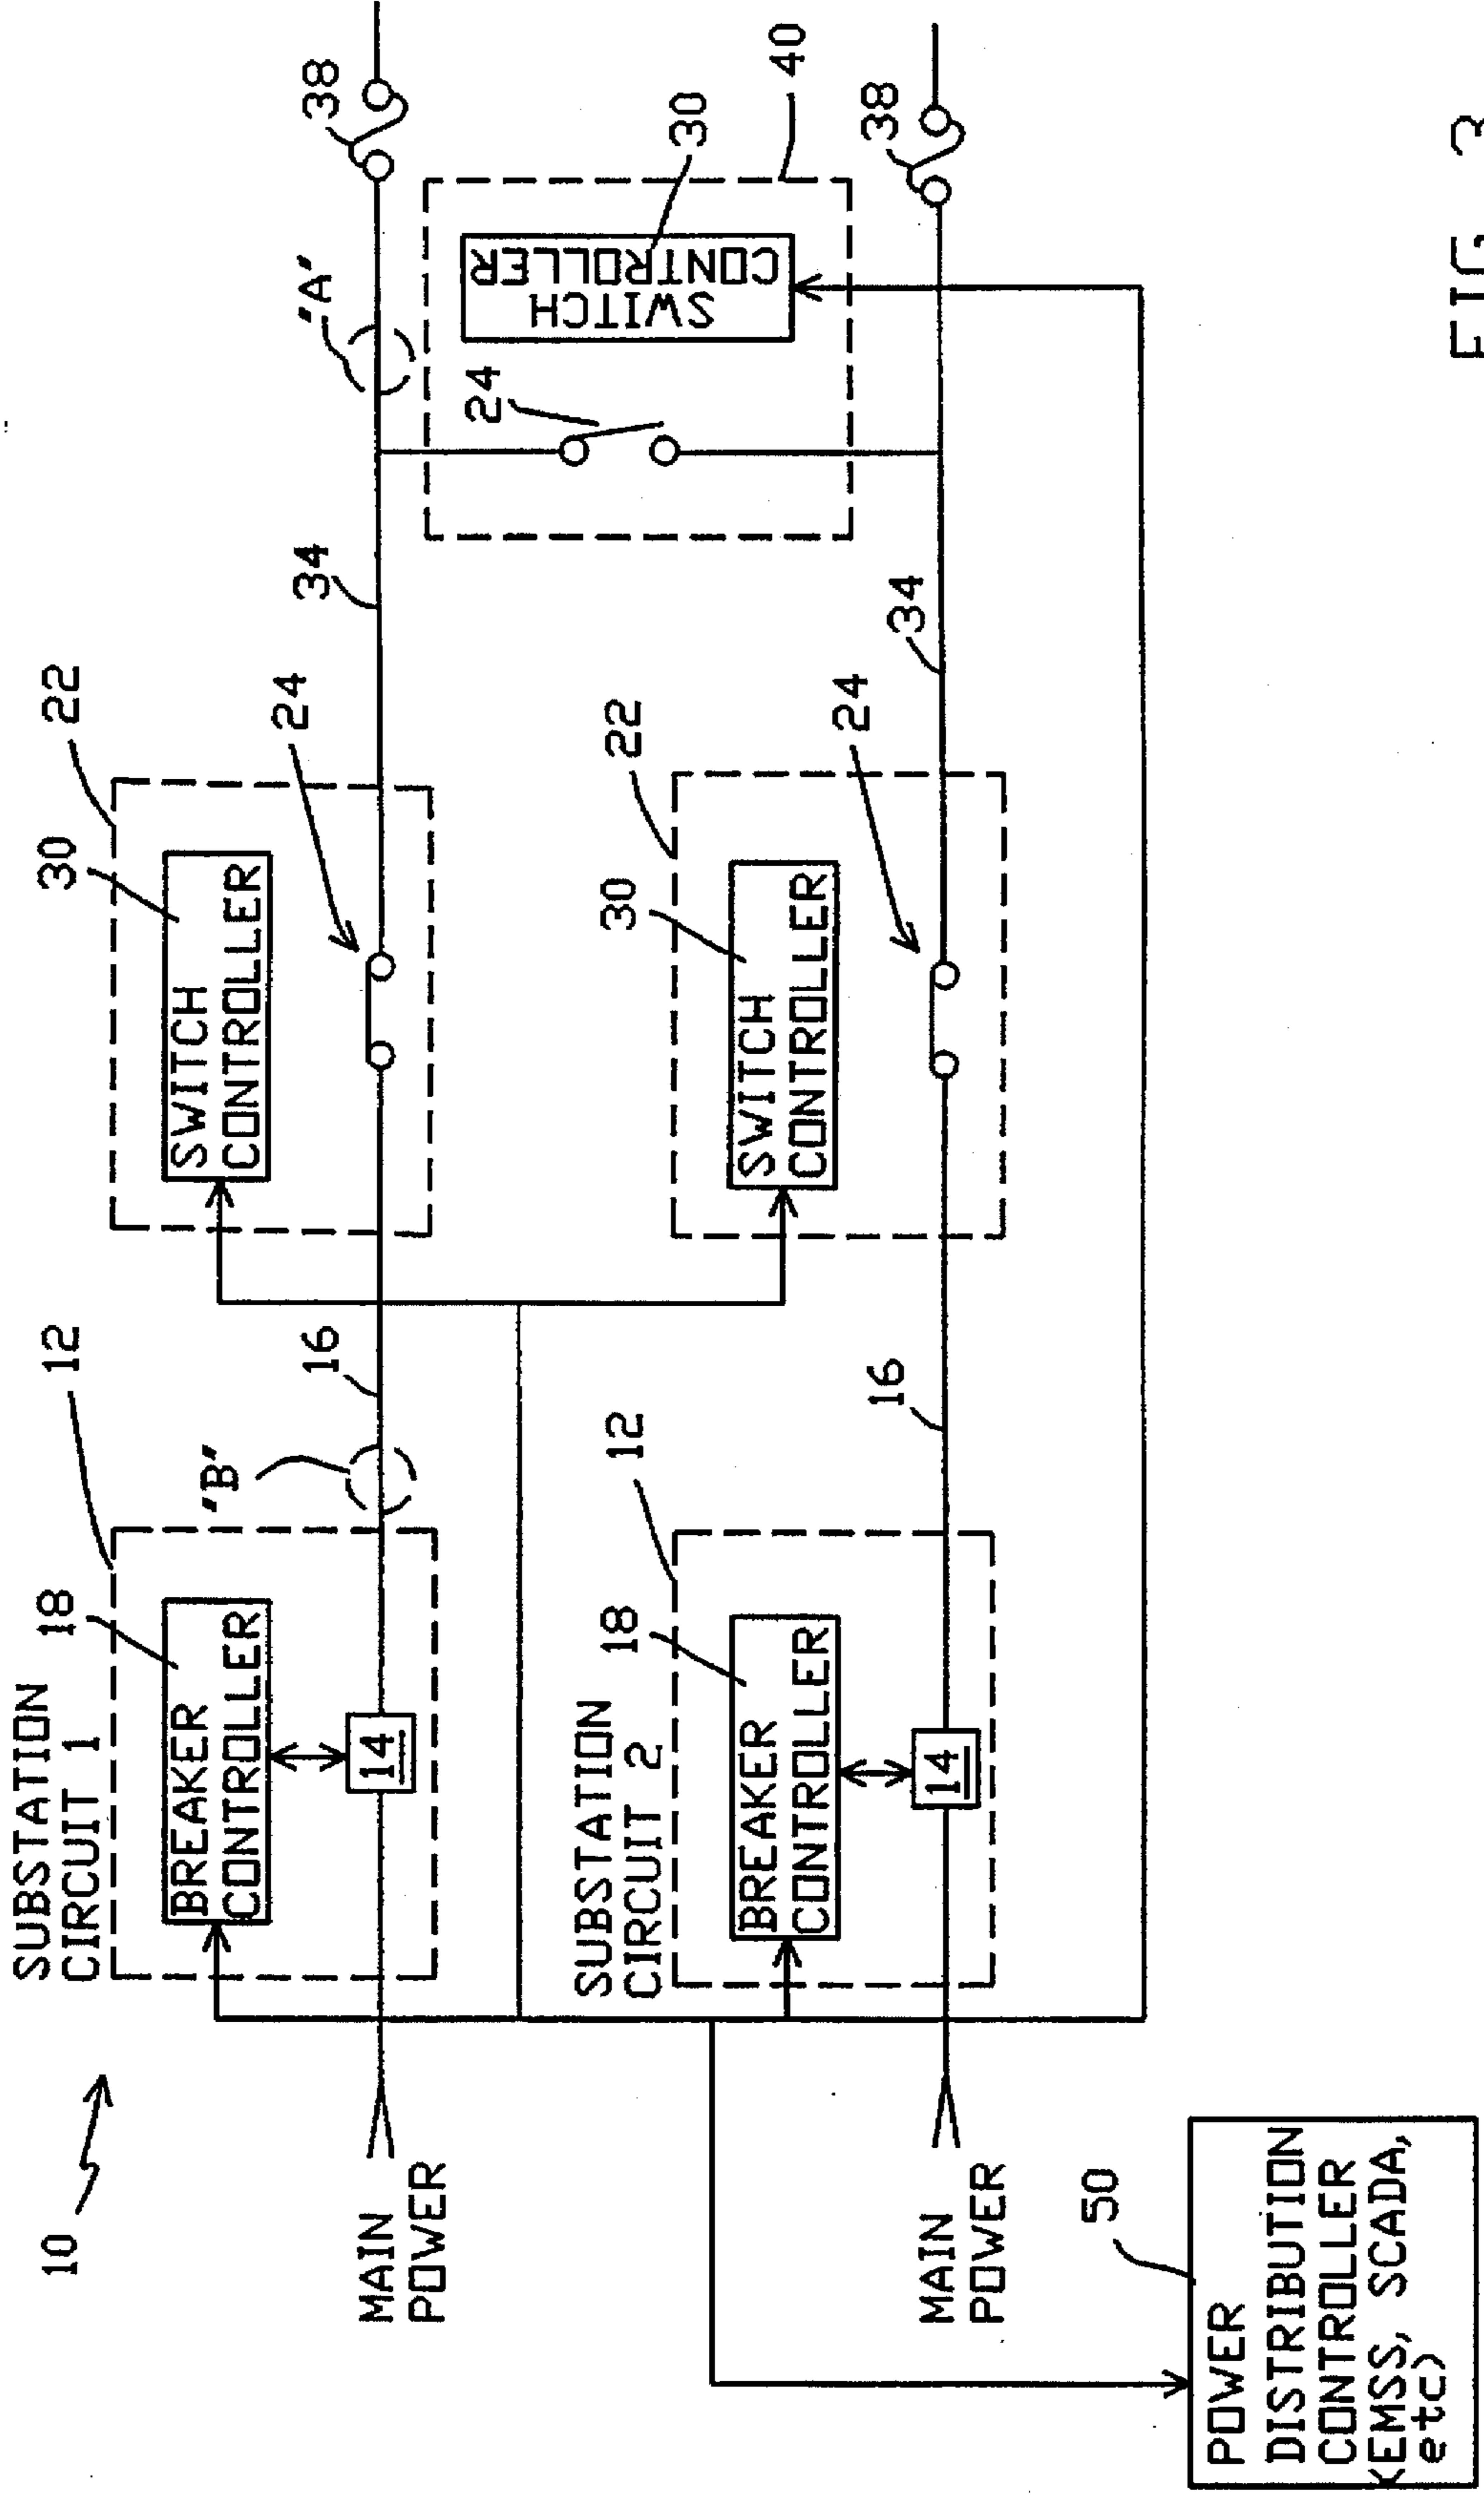 10
SUBSTATION
CIRCUIT 1
18
12
BREAKER
CONTROLLER
14
"B"
16
30
22
SWITCH
CONTROLLER
24
34
"A"
38
MAIN
POWER
24
SWITCH
CONTROLLER
30
40
SUBSTATION
CIRCUIT 2
18
12
BREAKER
CONTROLLER
14
16
30
22
SWITCH
CONTROLLER
24
34
38
MAIN
POWER
50
POWER
DISTRIBUTION
CONTROLLER
(EMSS, SCADA,
etc)
FIG. 3